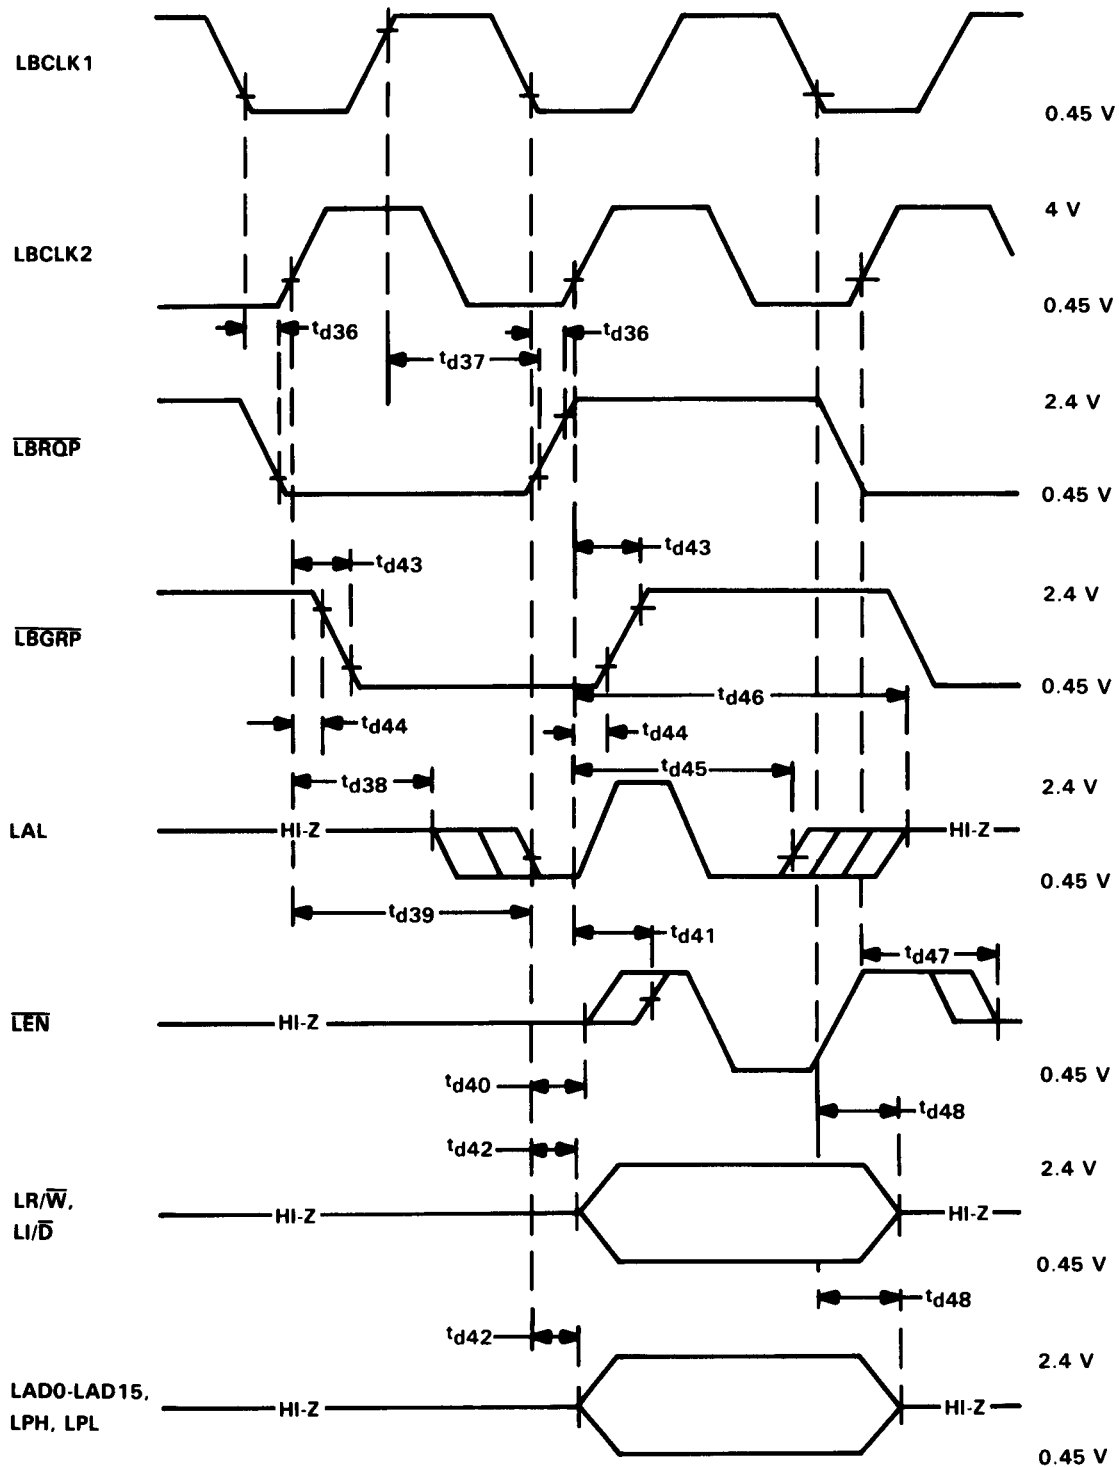 LBCLK1
0.45 V
4 V
LBCLK2
0.45 V
td36
td36
td37
2.4 V
LBRQP
0.45 V
td43
td43
2.4 V
LBGRP
0.45 V
td46
td44
td44
td45
td38
2.4 V
LAL
HI-Z
HI-Z
0.45 V
td39
td41
td47
LEN
HI-Z
0.45 V
td40
td48
td42
2.4 V
LR/W,
LI/D
HI-Z
HI-Z
0.45 V
td48
td42
2.4 V
LAD0-LAD15,
LPH, LPL
HI-Z
HI-Z
0.45 V